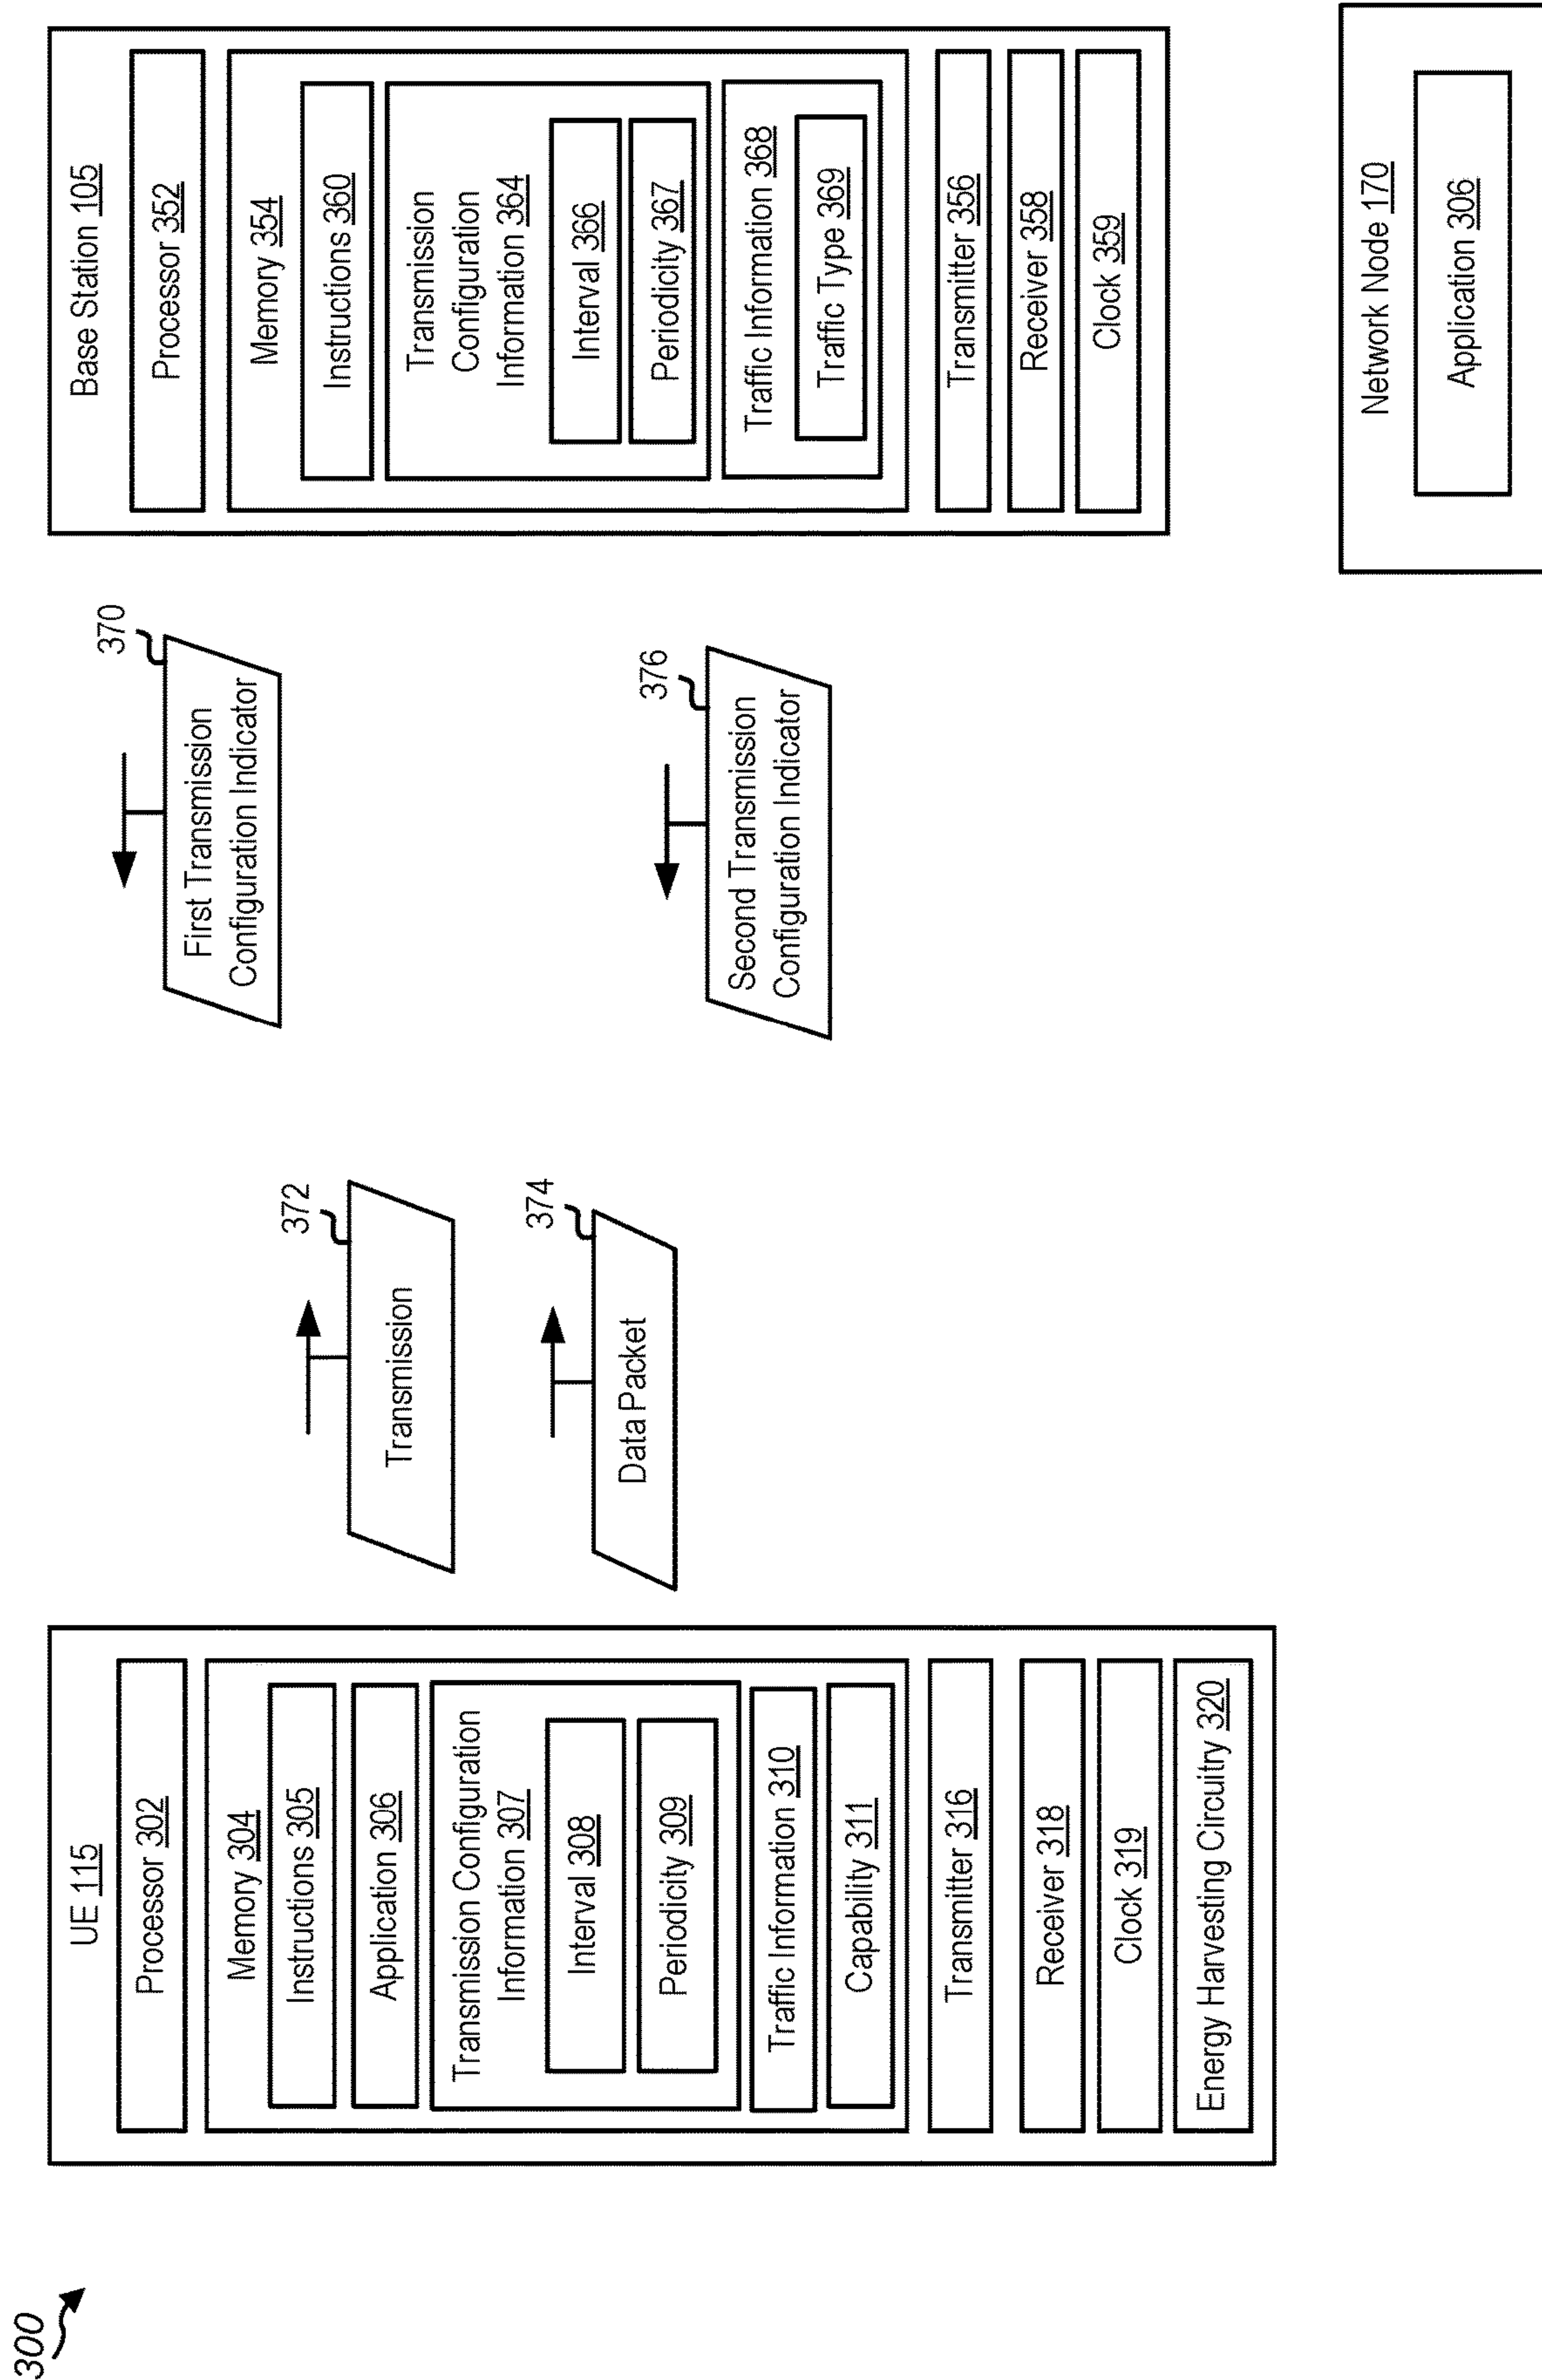 300
UE 115
Processor 302
Memory 304
Instructions 305
Application 306
Transmission Configuration
Information 307
Interval 308
Periodicity 309
Traffic Information 310
Capability 311
Transmitter 316
Receiver 318
Clock 319
Energy Harvesting Circuitry 320
372
Transmission
374
Data Packet
370
First Transmission
Configuration Indicator
376
Second Transmission
Configuration Indicator
Base Station 105
Processor 352
Memory 354
Instructions 360
Transmission
Configuration
Information 364
Interval 366
Periodicity 367
Traffic Information 368
Traffic Type 369
Transmitter 356
Receiver 358
Clock 359
Network Node 170
Application 306